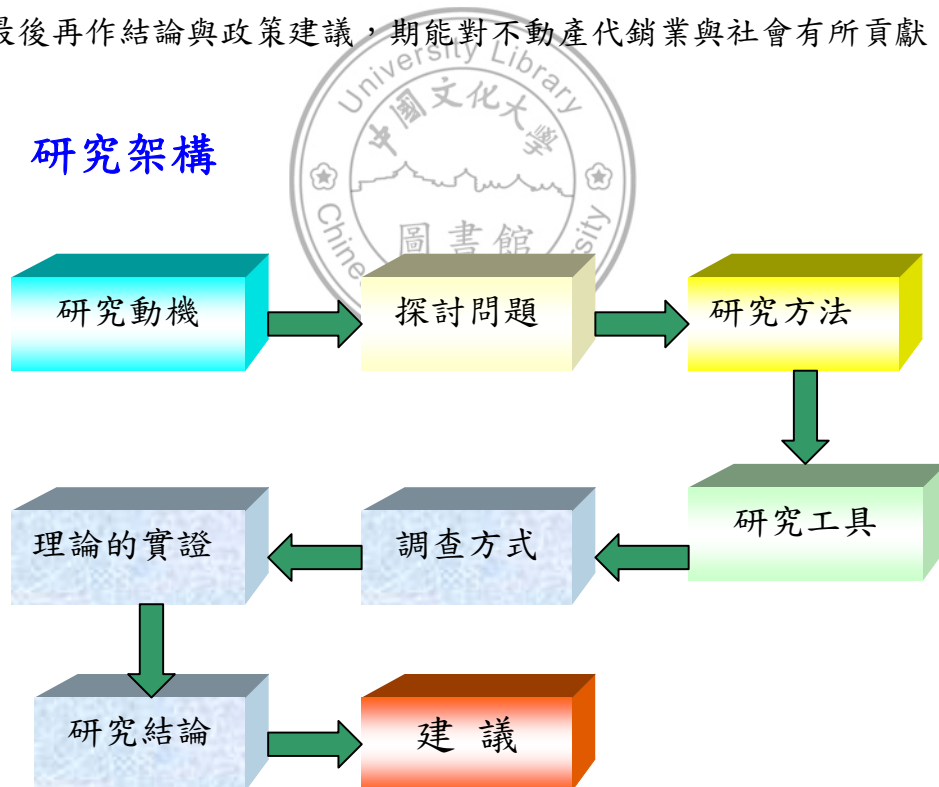 最後再作結論與政策建議，期能對不動產代銷業與社會有所貢獻
University Library
中國文化大學
圖書館
研究架構
研究動機
探討問題
研究方法
研究工具
調查方式
理論的實證
研究結論
建 議